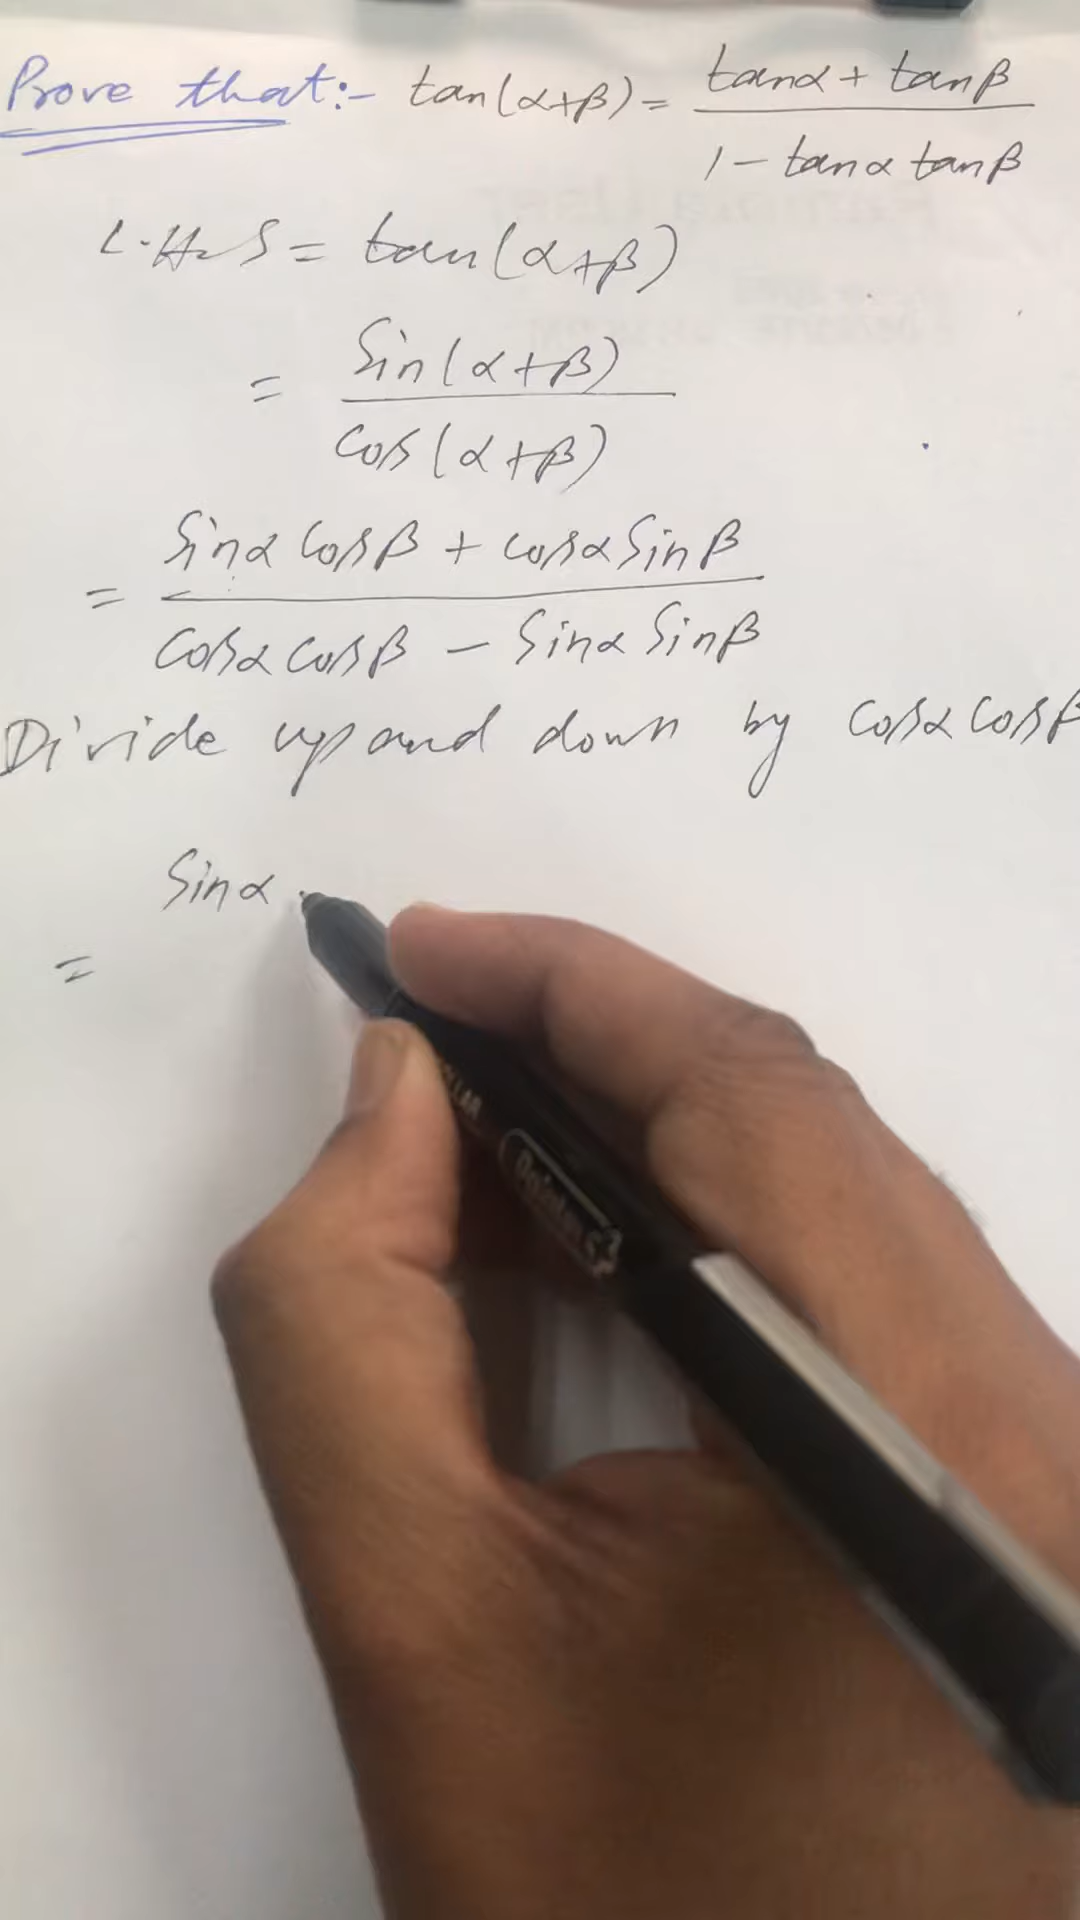 Prove that:- tan(α+β) = tanα + tanβ / 1 - tanα tanβ
L.H.S = tan(α+β)
= Sin(α+β) / Cos(α+β)
= Sinα Cosβ + Cosα Sinβ / Cosα Cosβ - Sinα Sinβ
Divide up and down by Cosα Cosβ
= Sinα